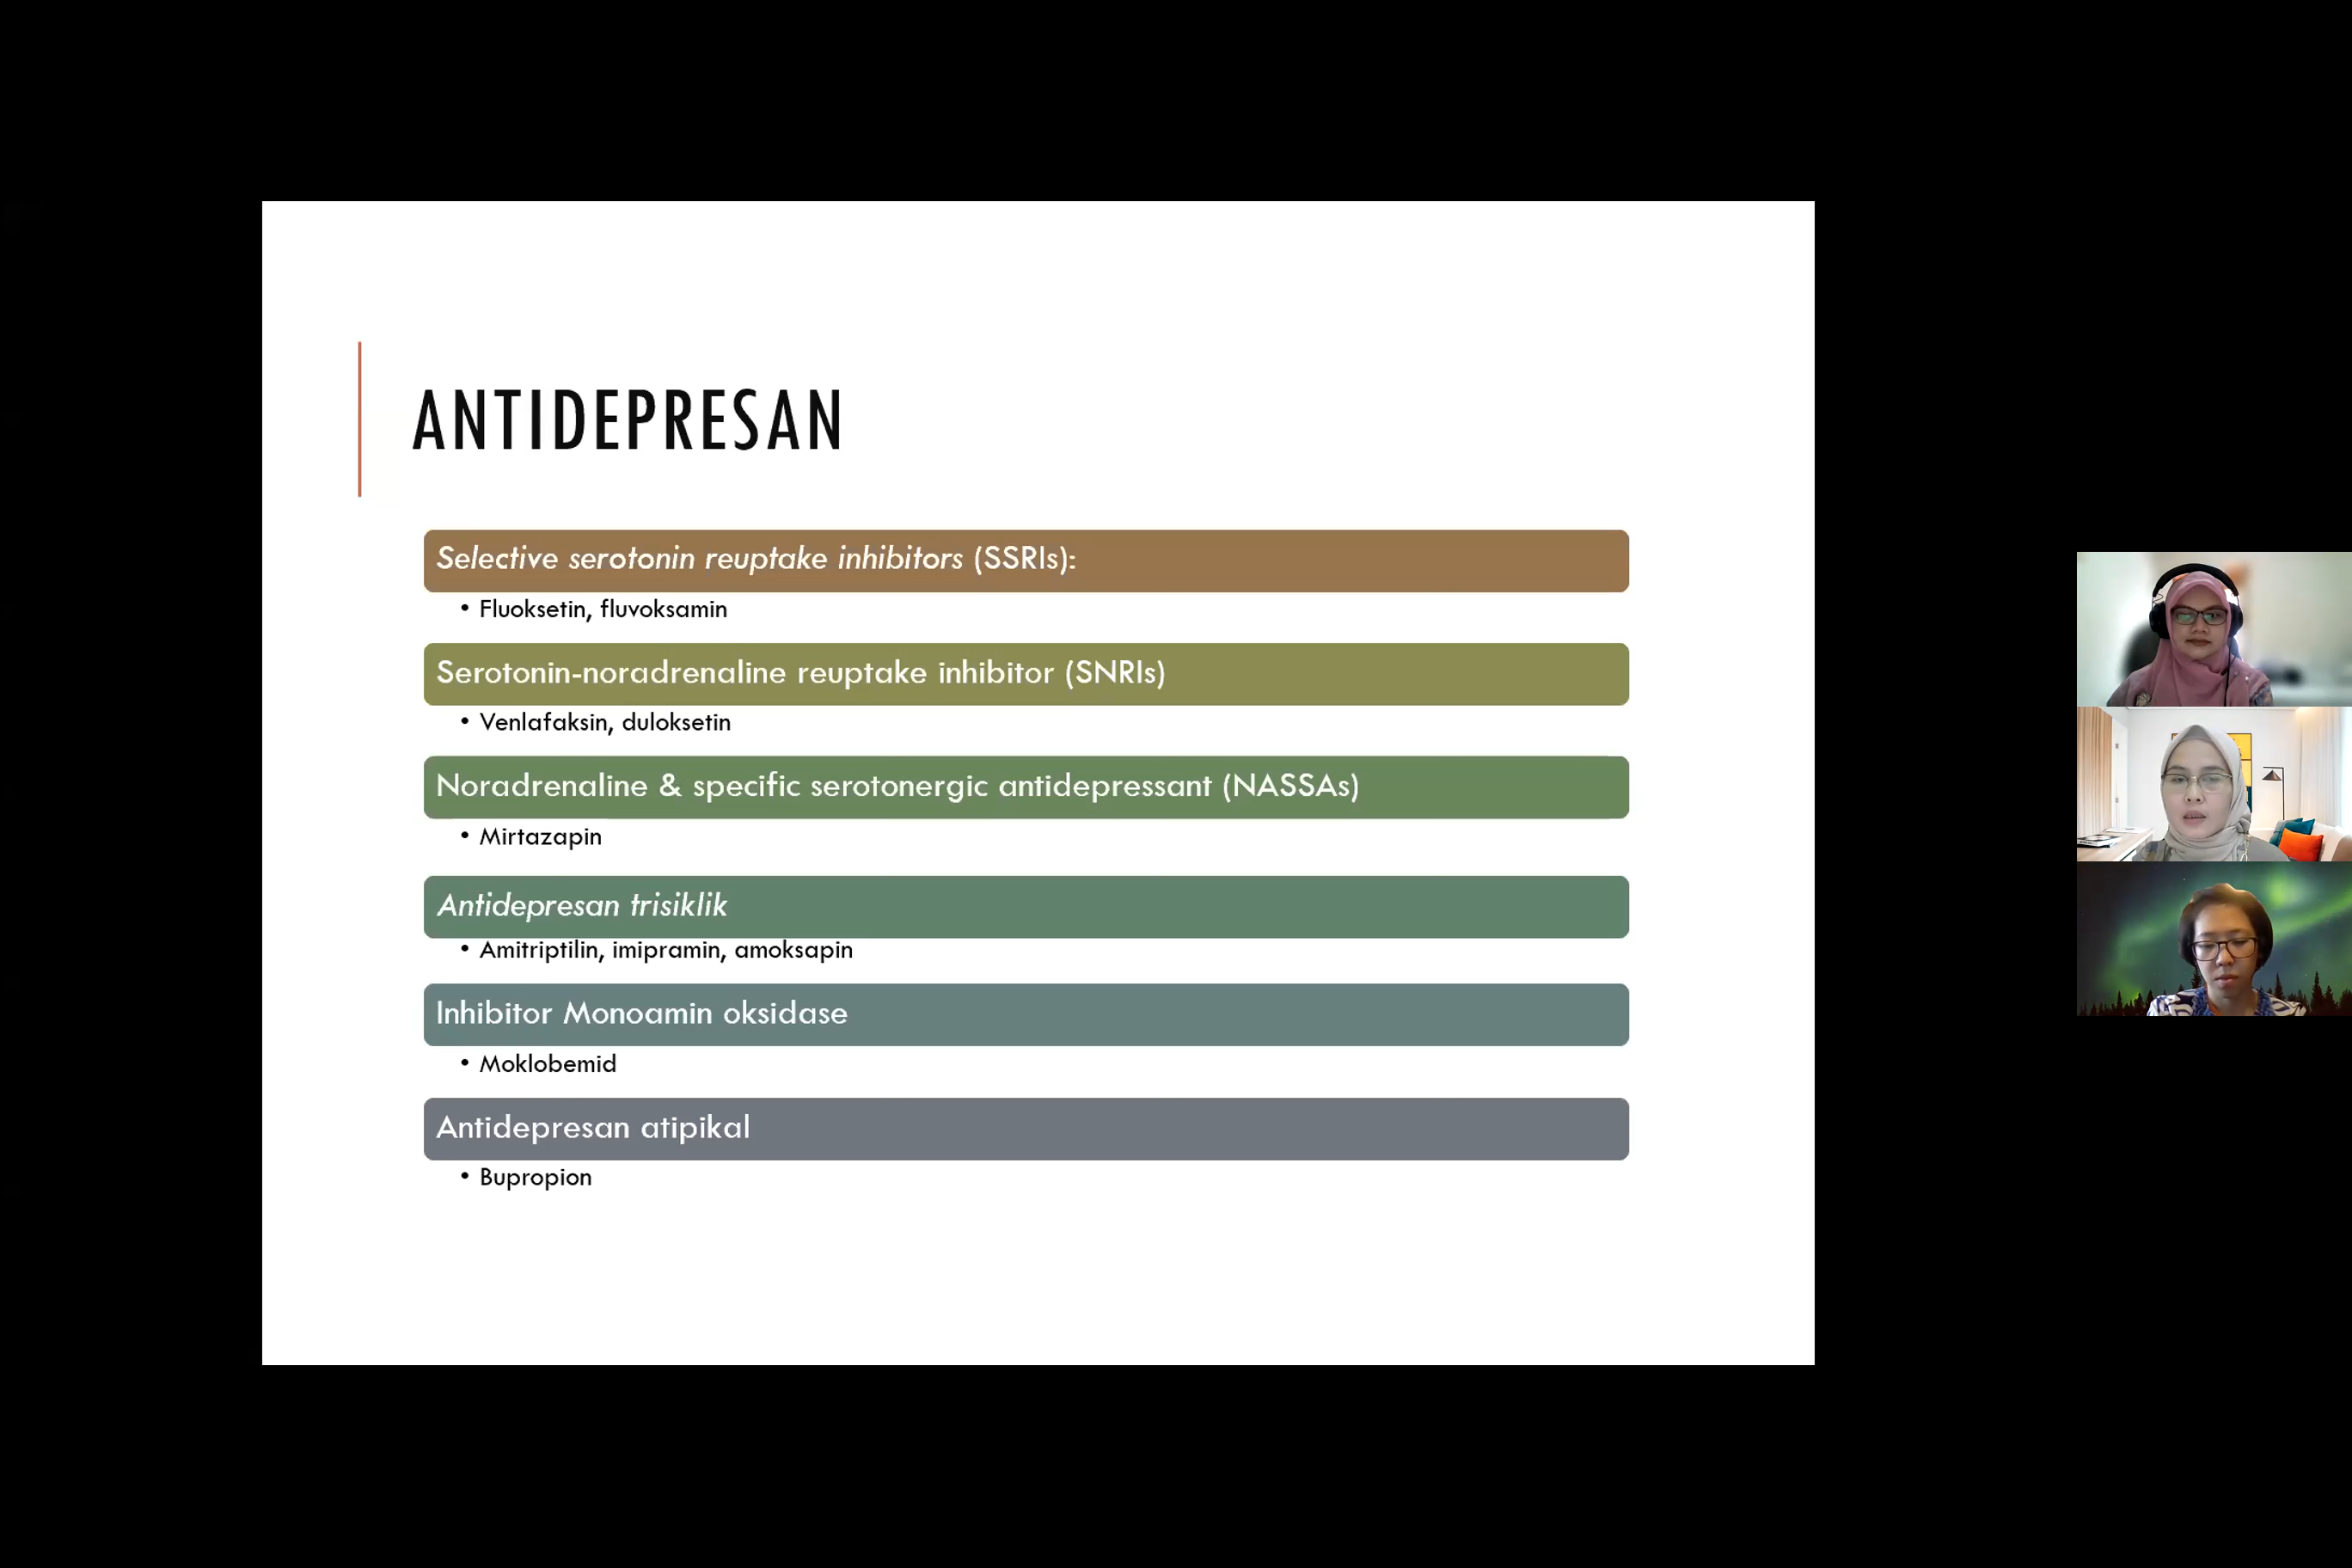 ANTIDEPRESAN
Selective serotonin reuptake inhibitors (SSRIs):
• Fluoksetin, fluvoksamin
Serotonin-noradrenaline reuptake inhibitor (SNRIs)
• Venlafaksin, duloksetin
Noradrenaline & specific serotonergic antidepressant (NASSAs)
• Mirtazapin
Antidepresan trisiklik
• Amitriptilin, imipramin, amoksapin
Inhibitor Monoamin oksidase
• Moklobemid
Antidepresan atipikal
• Bupropion